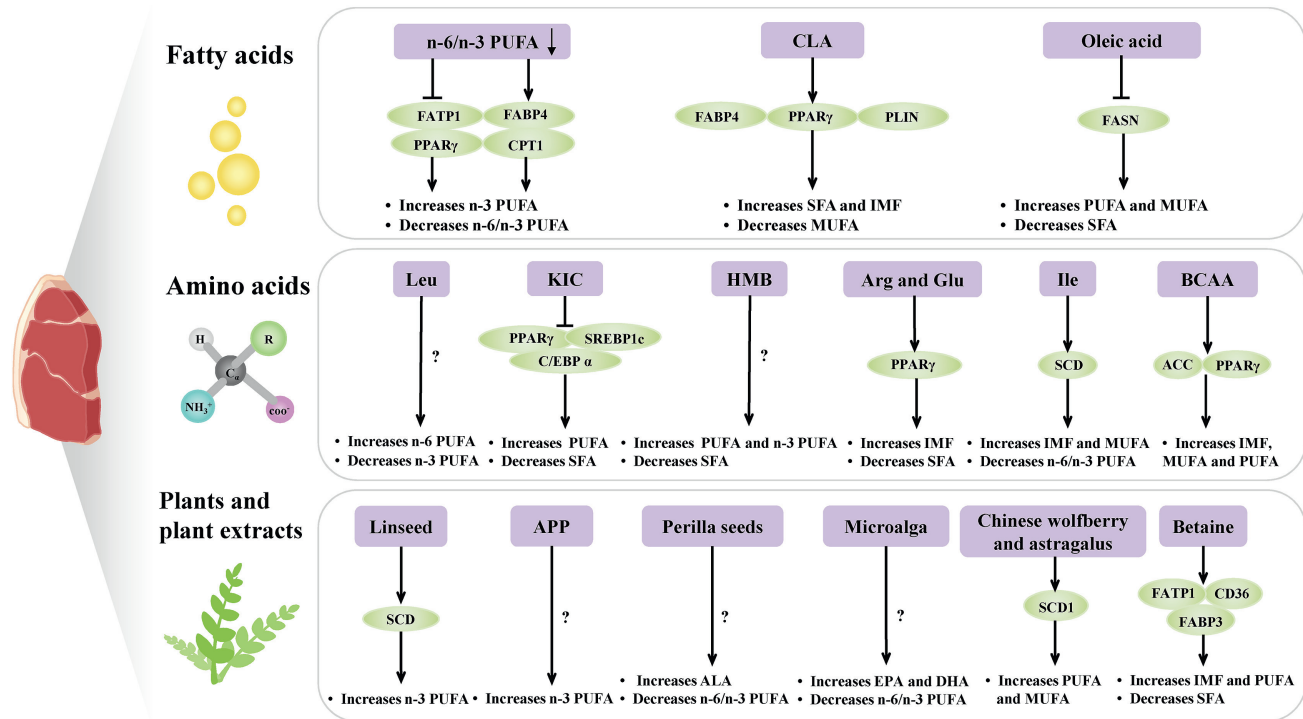 Fatty acids
n-6/n-3 PUFA ↓
FATP1
FABP4
PPARγ
CPT1
• Increases n-3 PUFA
• Decreases n-6/n-3 PUFA
CLA
FABP4
PPARγ
PLIN
• Increases SFA and IMF
• Decreases MUFA
Oleic acid
FASN
• Increases PUFA and MUFA
• Decreases SFA
Amino acids
H
R
Cα
NH₃⁺
coo⁻
Leu
?
• Increases n-6 PUFA
• Decreases n-3 PUFA
KIC
PPARγ
SREBP1c
C/EBP α
• Increases PUFA
• Decreases SFA
HMB
?
• Increases PUFA and n-3 PUFA
• Decreases SFA
Arg and Glu
PPARγ
• Increases IMF
• Decreases SFA
Ile
SCD
• Increases IMF and MUFA
• Decreases n-6/n-3 PUFA
BCAA
ACC
PPARγ
• Increases IMF,
MUFA and PUFA
Plants and
plant extracts
Linseed
SCD
• Increases n-3 PUFA
APP
?
• Increases n-3 PUFA
Perilla seeds
?
• Increases ALA
• Decreases n-6/n-3 PUFA
Microalga
?
• Increases EPA and DHA
• Decreases n-6/n-3 PUFA
Chinese wolfberry
and astragalus
SCD1
• Increases PUFA
and MUFA
Betaine
FATP1
CD36
FABP3
• Increases IMF and PUFA
• Decreases SFA